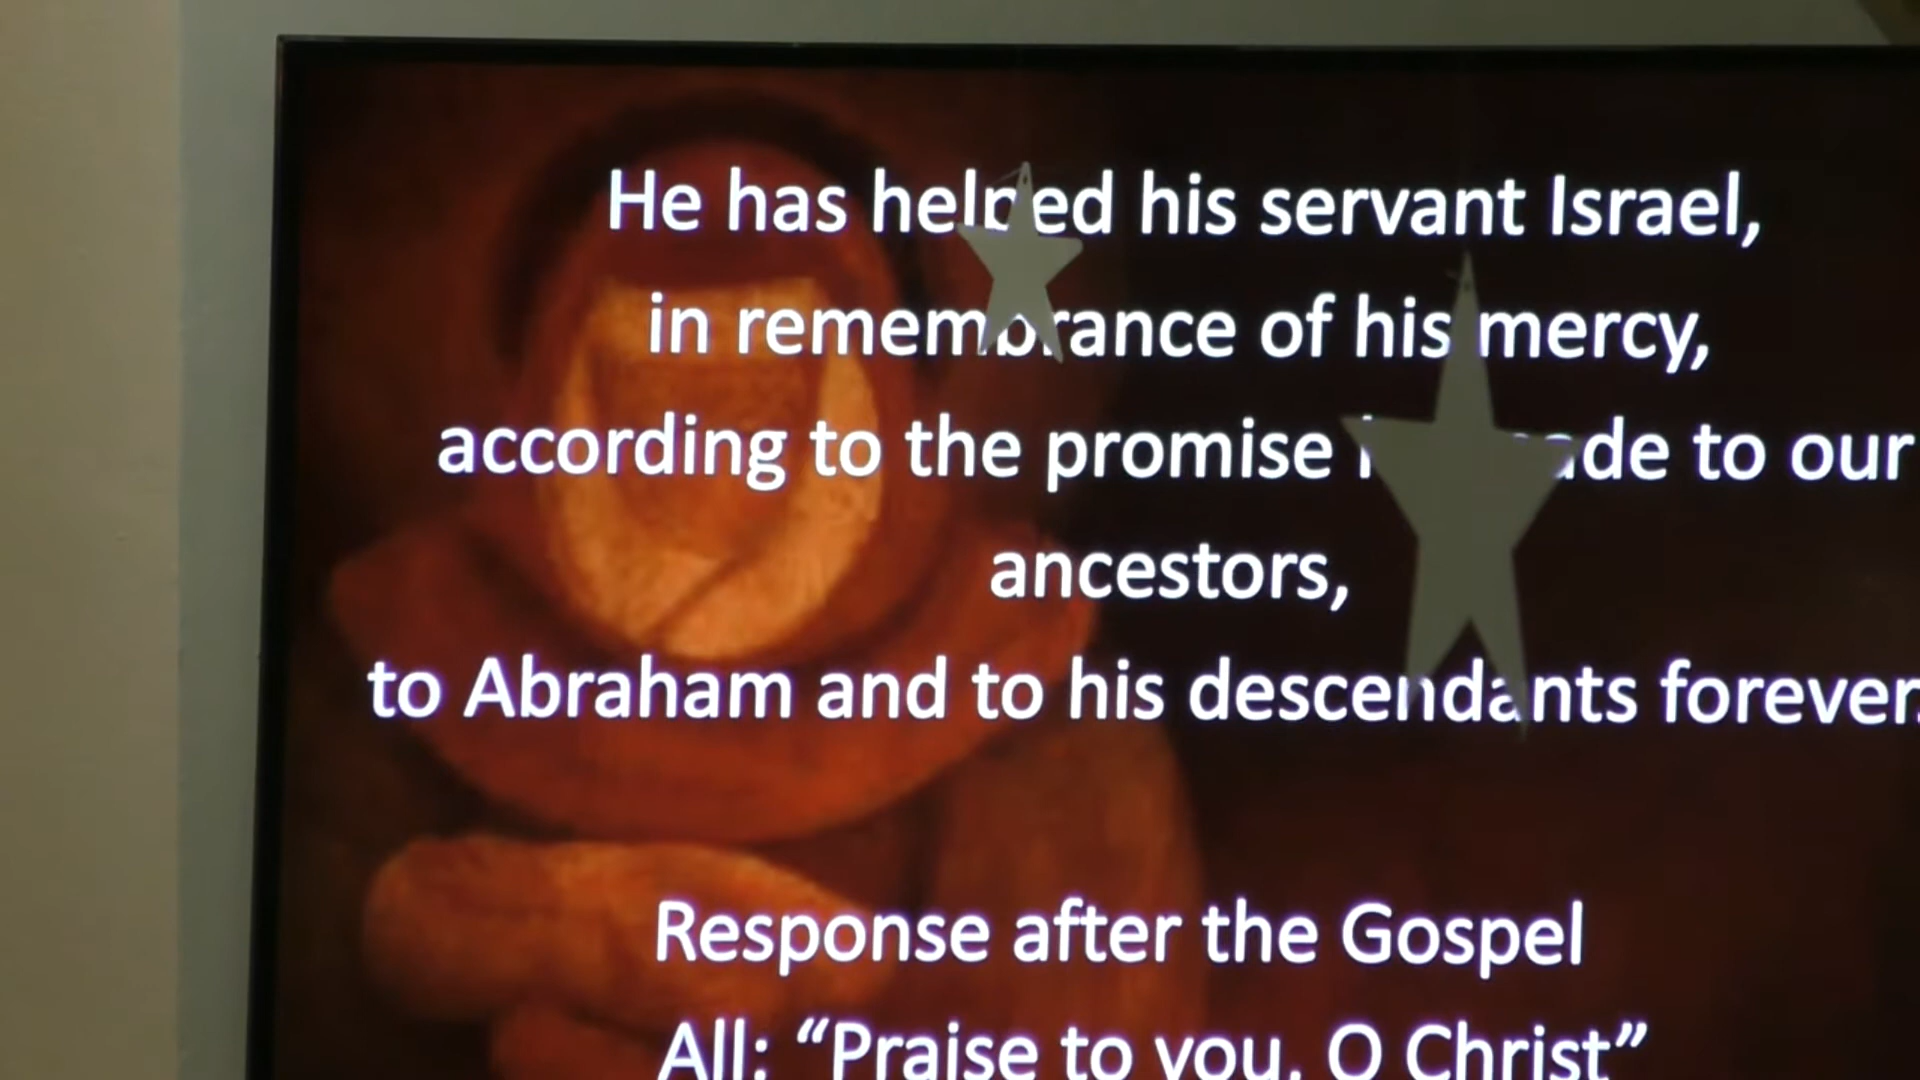 He has helped his servant Israel,
in remembrance of his mercy,
according to the promise to our
ancestors,
to Abraham and to his descendants forever.
Response after the Gospel
All: “Praise to you, O Christ”